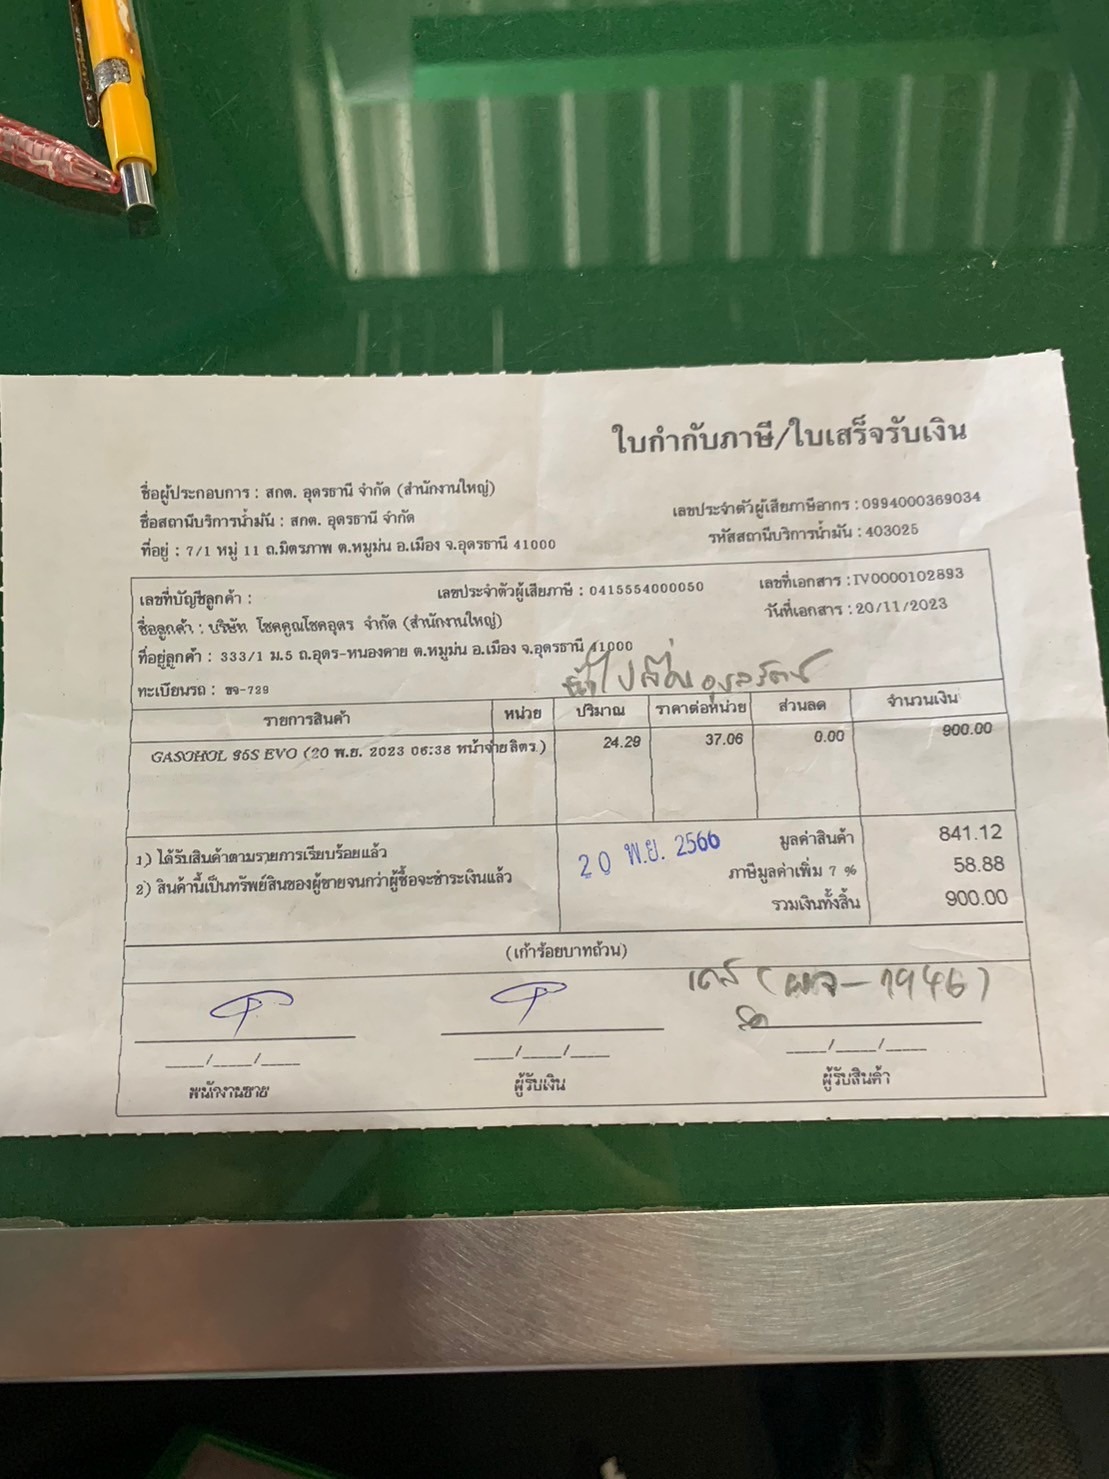 ใบกำกับภาษี/ใบเสร็จรับเงิน
ชื่อผู้ประกอบการ : สกต. อุดรธานี จำกัด (สำนักงานใหญ่)
เลขประจำตัวผู้เสียภาษีอากร : 0994000369034
ชื่อสถานีบริการน้ำมัน : สกต. อุดรธานี จำกัด
รหัสสถานีบริการน้ำมัน : 403025
ที่อยู่ : 7/1 หมู่ 11 ถ.มิตรภาพ ต.หมูม่น อ.เมือง จ.อุดรธานี 41000
เลขที่บัญชีลูกค้า : เลขประจำตัวผู้เสียภาษี : 0415554000050 เลขที่เอกสาร : IV0000102893
ชื่อลูกค้า : บริษัท โชคคูณโชคอุดร จำกัด (สำนักงานใหญ่) วันที่เอกสาร : 20/11/2023
ที่อยู่ลูกค้า : 333/1 ม.5 ถ.อุดร-หนองคาย ต.หมูม่น อ.เมือง จ.อุดรธานี 41000
ทะเบียนรถ : ขจ-729
รายการสินค้า หน่วย ปริมาณ ราคาต่อหน่วย ส่วนลด จำนวนเงิน
GASOHOL 95S EVO (20 พ.ย. 2023 06:38 หน้าจ่าย ลิตร.) 24.29 37.06 0.00 900.00
1) ได้รับสินค้าตามรายการเรียบร้อยแล้ว
2) สินค้านี้เป็นทรัพย์สินของผู้ขายจนกว่าผู้ซื้อจะชำระเงินแล้ว
20 พ.ย. 2566
มูลค่าสินค้า 841.12
ภาษีมูลค่าเพิ่ม 7 % 58.88
รวมเงินทั้งสิ้น 900.00
(เก้าร้อยบาทถ้วน)
___/___/___ ___/___/___ ___/___/___
พนักงานขาย ผู้รับเงิน ผู้รับสินค้า